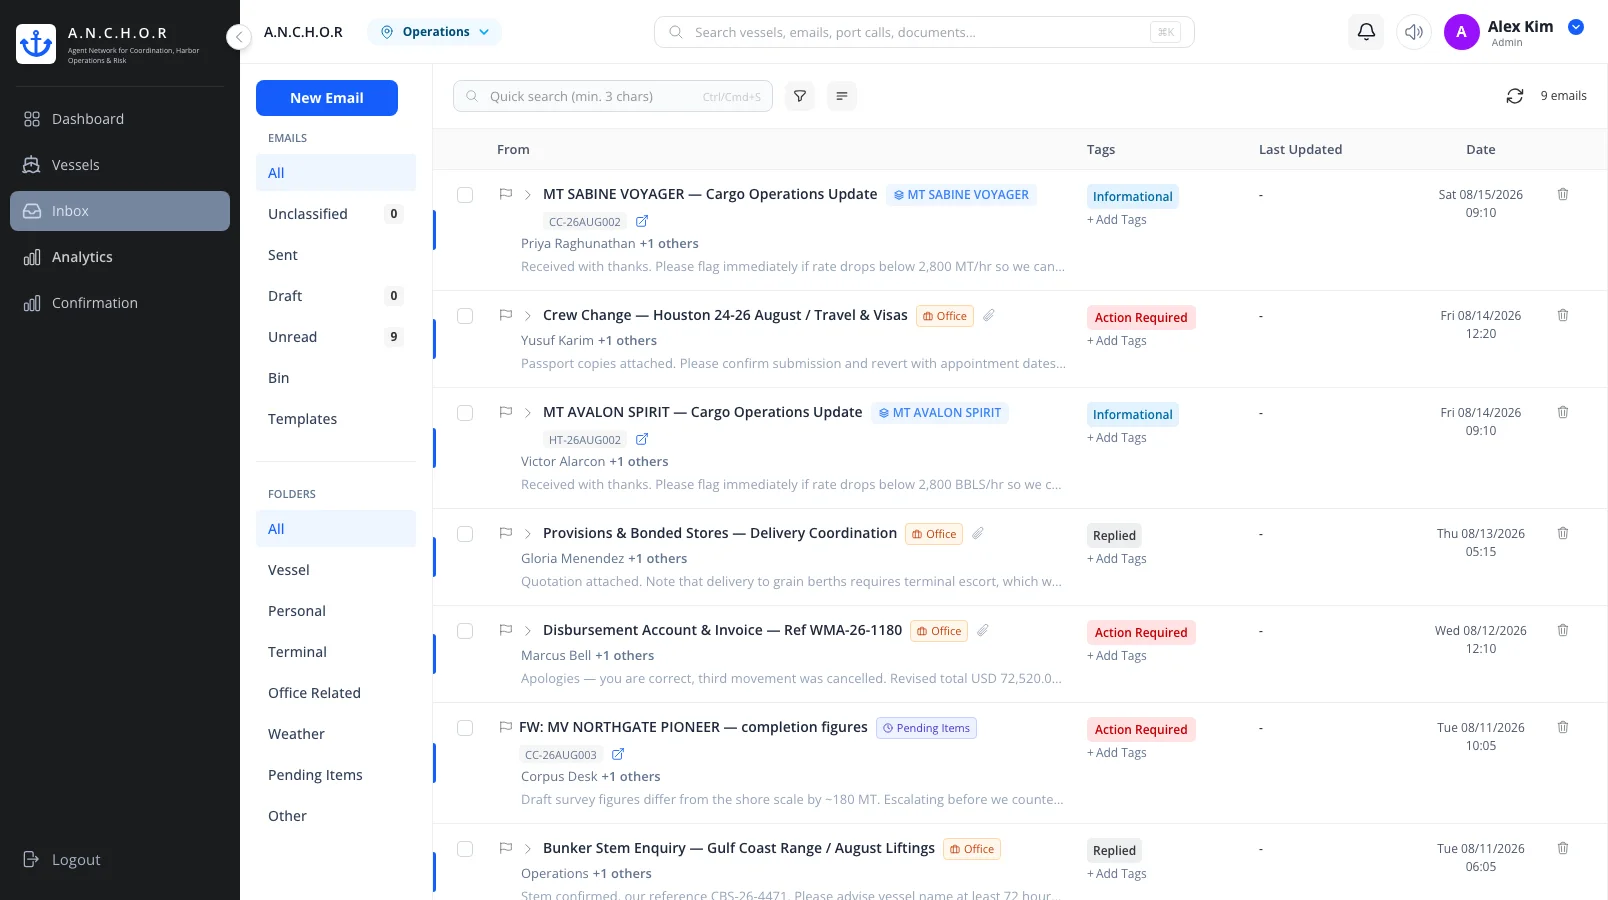 A.N.C.H.O.R
Agent Network for Coordination, Harbor
Operations & Risk
Dashboard
Vessels
Inbox
Analytics
Confirmation
Logout
A.N.C.H.O.R
Operations
Search vessels, emails, port calls, documents...
⌘K
A
Alex Kim
Admin
New Email
EMAILS
All
Unclassified 0
Sent
Draft 0
Unread 9
Bin
Templates
FOLDERS
All
Vessel
Personal
Terminal
Office Related
Weather
Pending Items
Other
Quick search (min. 3 chars) Ctrl/Cmd+S
9 emails
From Tags Last Updated Date
MT SABINE VOYAGER — Cargo Operations Update MT SABINE VOYAGER
CC-26AUG002
Priya Raghunathan +1 others
Received with thanks. Please flag immediately if rate drops below 2,800 MT/hr so we can...
Informational
+ Add Tags
-
Sat 08/15/2026
09:10
Crew Change — Houston 24-26 August / Travel & Visas Office
Yusuf Karim +1 others
Passport copies attached. Please confirm submission and revert with appointment dates...
Action Required
+ Add Tags
-
Fri 08/14/2026
12:20
MT AVALON SPIRIT — Cargo Operations Update MT AVALON SPIRIT
HT-26AUG002
Victor Alarcon +1 others
Received with thanks. Please flag immediately if rate drops below 2,800 BBLS/hr so we c...
Informational
+ Add Tags
-
Fri 08/14/2026
09:10
Provisions & Bonded Stores — Delivery Coordination Office
Gloria Menendez +1 others
Quotation attached. Note that delivery to grain berths requires terminal escort, which w...
Replied
+ Add Tags
-
Thu 08/13/2026
05:15
Disbursement Account & Invoice — Ref WMA-26-1180 Office
Marcus Bell +1 others
Apologies — you are correct, third movement was cancelled. Revised total USD 72,520.0...
Action Required
+ Add Tags
-
Wed 08/12/2026
12:10
FW: MV NORTHGATE PIONEER — completion figures Pending Items
CC-26AUG003
Corpus Desk +1 others
Draft survey figures differ from the shore scale by ~180 MT. Escalating before we counte...
Action Required
+ Add Tags
-
Tue 08/11/2026
10:05
Bunker Stem Enquiry — Gulf Coast Range / August Liftings Office
Operations +1 others
Stem confirmed, our reference CBS-26-4471. Please advise vessel name at least 72 hour...
Replied
+ Add Tags
-
Tue 08/11/2026
06:05